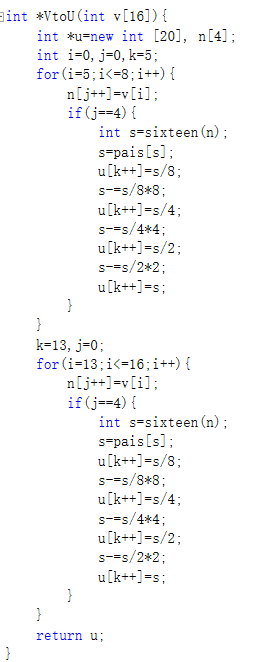 int *VtoU(int v[16]){
    int *u=new int [20], n[4];
    int i=0,j=0,k=5;
    for(i=5;i<=8;i++){
        n[j++]=v[i];
        if(j==4){
            int s=sixteen(n);
            s=pais[s];
            u[k++]=s/8;
            s-=s/8*8;
            u[k++]=s/4;
            s-=s/4*4;
            u[k++]=s/2;
            s-=s/2*2;
            u[k++]=s;
        }
    }
    k=13,j=0;
    for(i=13;i<=16;i++){
        n[j++]=v[i];
        if(j==4){
            int s=sixteen(n);
            s=pais[s];
            u[k++]=s/8;
            s-=s/8*8;
            u[k++]=s/4;
            s-=s/4*4;
            u[k++]=s/2;
            s-=s/2*2;
            u[k++]=s;
        }
    }
    return u;
}